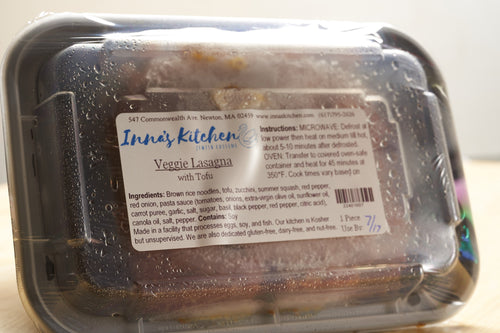 547 Commonwealth Ave. Newton, MA 02459 www.innaskitchen.com (617)795-2026
Inna's Kitchen
JEWISH CUISINE
Veggie Lasagna
with Tofu
Instructions: MICROWAVE: Defrost at
low power then heat on medium till hot,
about 5-10 minutes after defrosted.
OVEN: Transfer to covered oven-safe
container and heat for 45 minutes at
350°F. Cook times vary based on
Ingredients: Brown rice noodles, tofu, zucchini, summer squash, red pepper,
red onion, pasta sauce (tomatoes, onions, extra-virgin olive oil, sunflower oil,
carrot puree, garlic, salt, sugar, basil, black pepper, red pepper, citric acid),
canola oil, salt, pepper. Contains: Soy
Made in a facility that processes eggs, soy, and fish. Our kitchen is Kosher
but unsupervised. We are also dedicated gluten-free, dairy-free, and nut-free.
1 Piece
Use By: 7/17